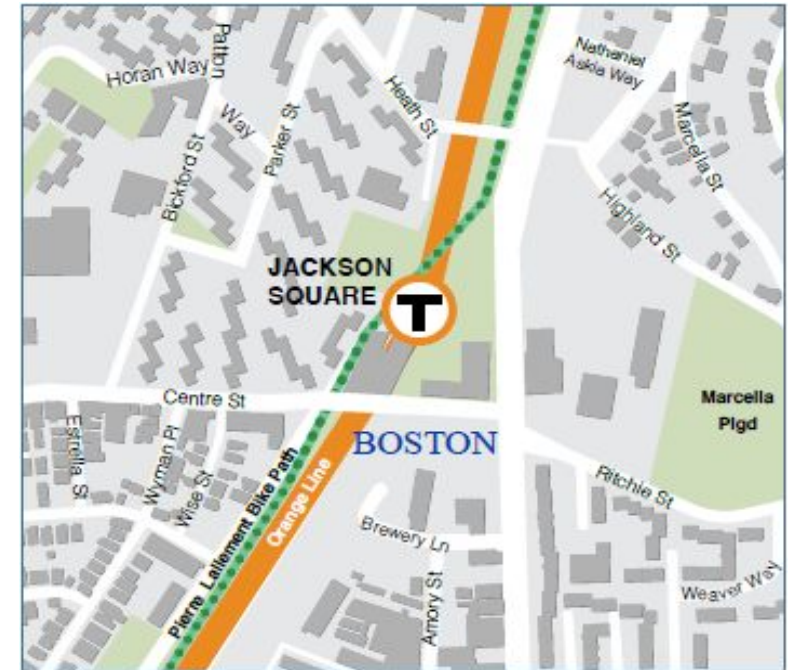 Nathaniel
Askia Way
Horan Way
Patton
Way
Heath St
Parker St
Marcella St
Bickford St
Highland St
JACKSON
SQUARE
T
Centre St
Marcella
Plgd
BOSTON
Estrella St
Wyman Pl
Wise St
Pierre Lallement Bike Path
Orange Line
Ritchie St
Brewery Ln
Amory St
Weaver Way